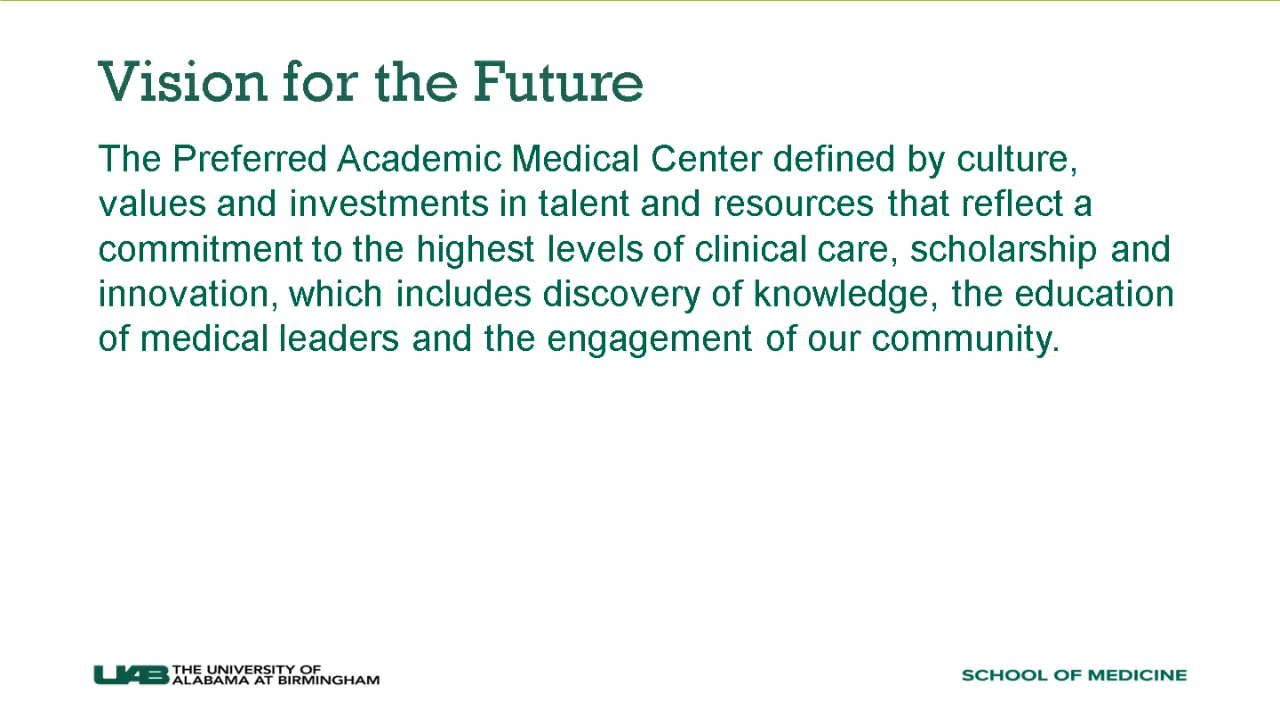 Vision for the Future
The Preferred Academic Medical Center defined by culture,
values and investments in talent and resources that reflect a
commitment to the highest levels of clinical care, scholarship and
innovation, which includes discovery of knowledge, the education
of medical leaders and the engagement of our community.
UAB THE UNIVERSITY OF
ALABAMA AT BIRMINGHAM
SCHOOL OF MEDICINE